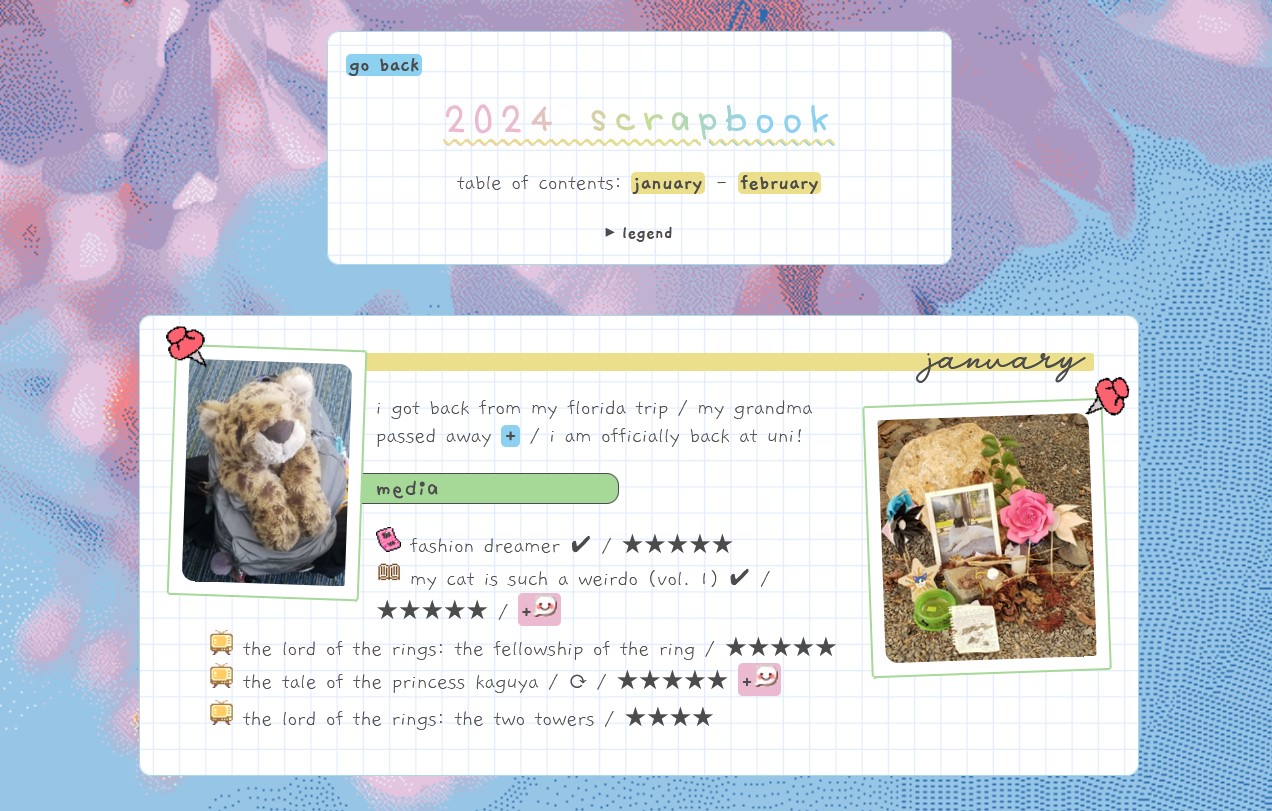 go back
2024 scrapbook
table of contents: january - february
▶ legend
january
i got back from my florida trip / my grandma
passed away + / i am officially back at uni!
media
fashion dreamer ✔ / ★★★★★
my cat is such a weirdo (vol. 1) ✔ /
★★★★★ / +
the lord of the rings: the fellowship of the ring / ★★★★★
the tale of the princess kaguya / ⟳ / ★★★★★ +
the lord of the rings: the two towers / ★★★★